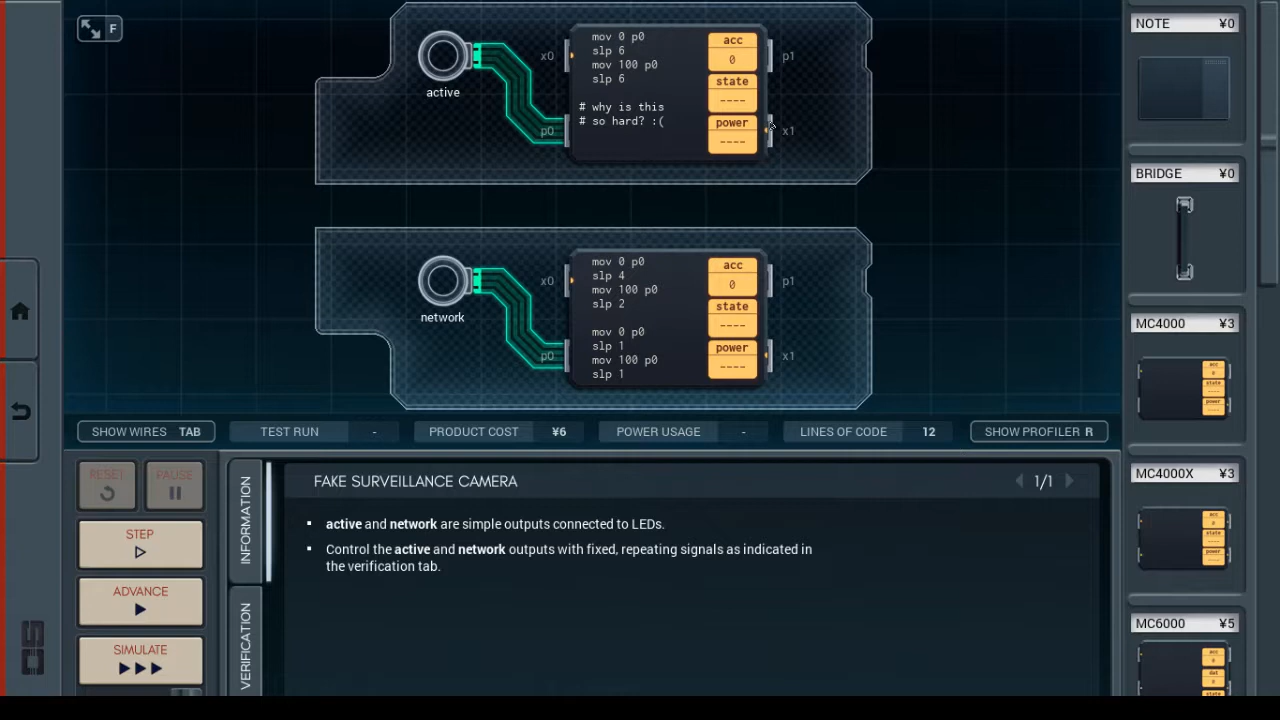 F
NOTE ¥0
BRIDGE ¥0
MC4000 ¥3
MC4000X ¥3
MC6000 ¥5
active
x0
p0
mov 0 p0
slp 6
mov 100 p0
slp 6
# why is this
# so hard? :(
acc
0
state
----
power
----
p1
x1
network
x0
p0
mov 0 p0
slp 4
mov 100 p0
slp 2
mov 0 p0
slp 1
mov 100 p0
slp 1
acc
0
state
----
power
----
p1
x1
SHOW WIRES TAB
TEST RUN -
PRODUCT COST ¥6
POWER USAGE -
LINES OF CODE 12
SHOW PROFILER R
RESET
PAUSE
STEP
ADVANCE
SIMULATE
INFORMATION
VERIFICATION
FAKE SURVEILLANCE CAMERA
1/1
▪ active and network are simple outputs connected to LEDs.
▪ Control the active and network outputs with fixed, repeating signals as indicated in
the verification tab.